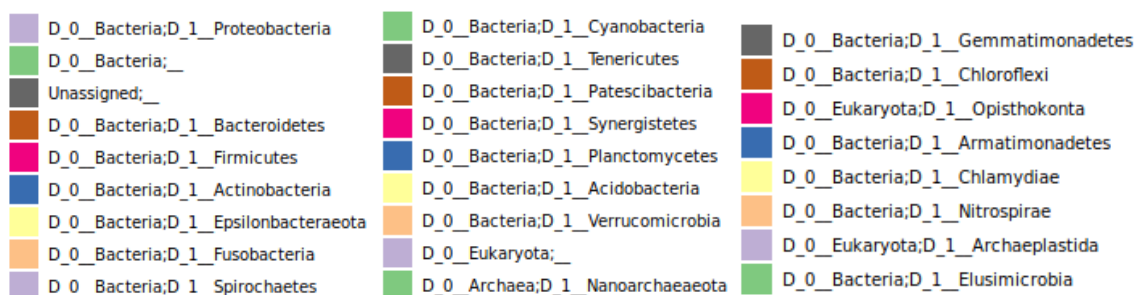 D_0__Bacteria;D_1__Proteobacteria
D_0__Bacteria;__
Unassigned;__
D_0__Bacteria;D_1__Bacteroidetes
D_0__Bacteria;D_1__Firmicutes
D_0__Bacteria;D_1__Actinobacteria
D_0__Bacteria;D_1__Epsilonbacteraeota
D_0__Bacteria;D_1__Fusobacteria
D_0__Bacteria;D_1__Spirochaetes
D_0__Bacteria;D_1__Cyanobacteria
D_0__Bacteria;D_1__Tenericutes
D_0__Bacteria;D_1__Patescibacteria
D_0__Bacteria;D_1__Synergistetes
D_0__Bacteria;D_1__Planctomycetes
D_0__Bacteria;D_1__Acidobacteria
D_0__Bacteria;D_1__Verrucomicrobia
D_0__Eukaryota;__
D_0__Archaea;D_1__Nanoarchaeaeota
D_0__Bacteria;D_1__Gemmatimonadetes
D_0__Bacteria;D_1__Chloroflexi
D_0__Eukaryota;D_1__Opisthokonta
D_0__Bacteria;D_1__Armatimonadetes
D_0__Bacteria;D_1__Chlamydiae
D_0__Bacteria;D_1__Nitrospirae
D_0__Eukaryota;D_1__Archaeplastida
D_0__Bacteria;D_1__Elusimicrobia